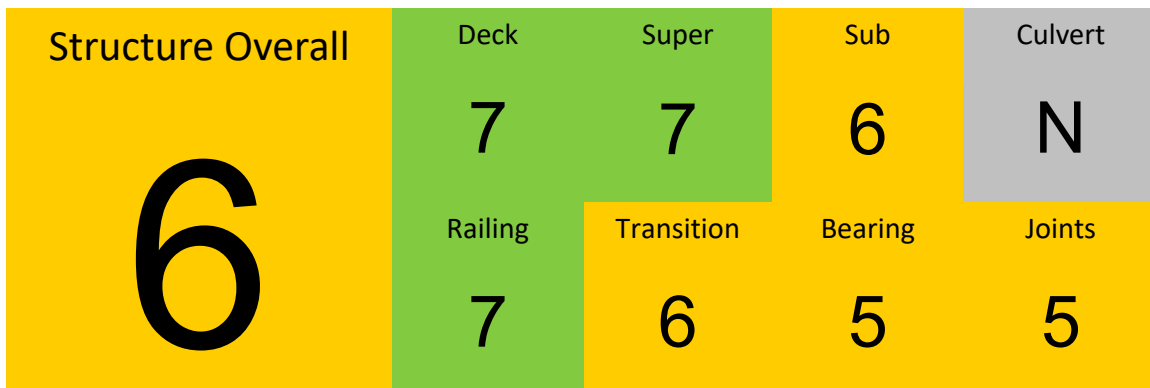 Structure Overall
6
Deck Super Sub Culvert
7 7 6 N
Railing Transition Bearing Joints
7 6 5 5